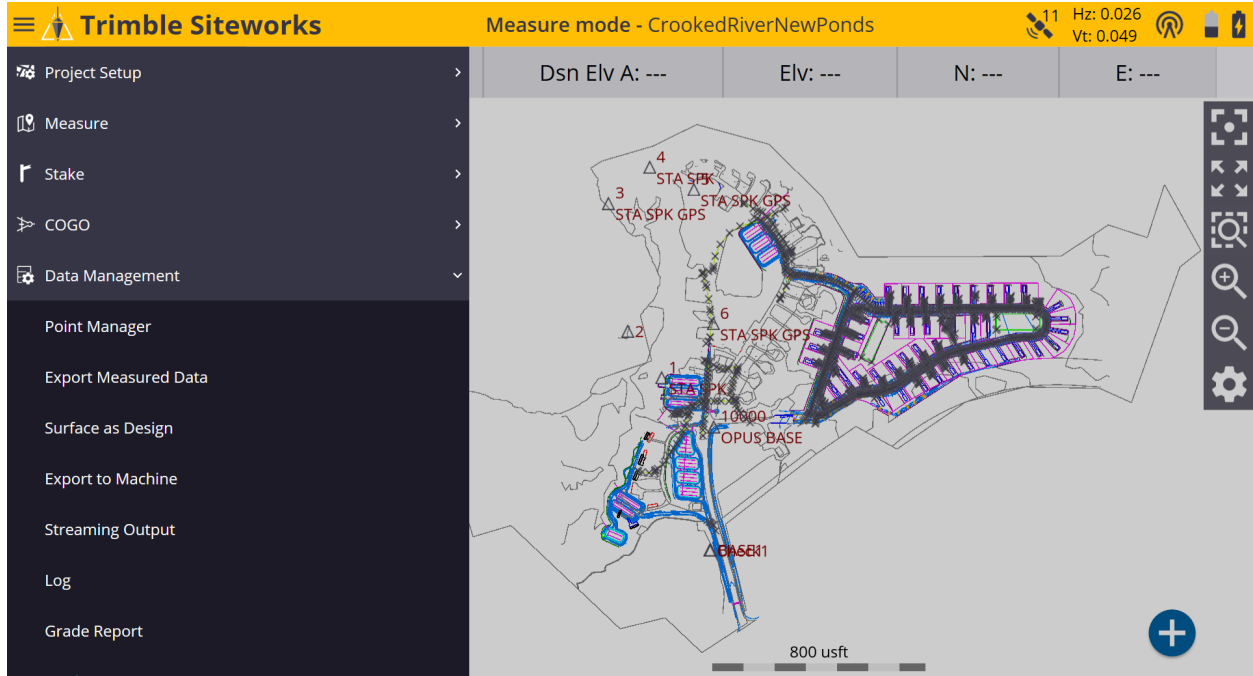 Trimble Siteworks
Measure mode - CrookedRiverNewPonds
11
Hz: 0.026
Vt: 0.049
Project Setup
Measure
Stake
COGO
Data Management
Point Manager
Export Measured Data
Surface as Design
Export to Machine
Streaming Output
Log
Grade Report
Dsn Elv A: ---
Elv: ---
N: ---
E: ---
4
STA SPK
5
STA SPK GPS
3
STA SPK GPS
6
STA SPK GPS
2
1
STA SPK
10000
OPUS BASE
800 usft